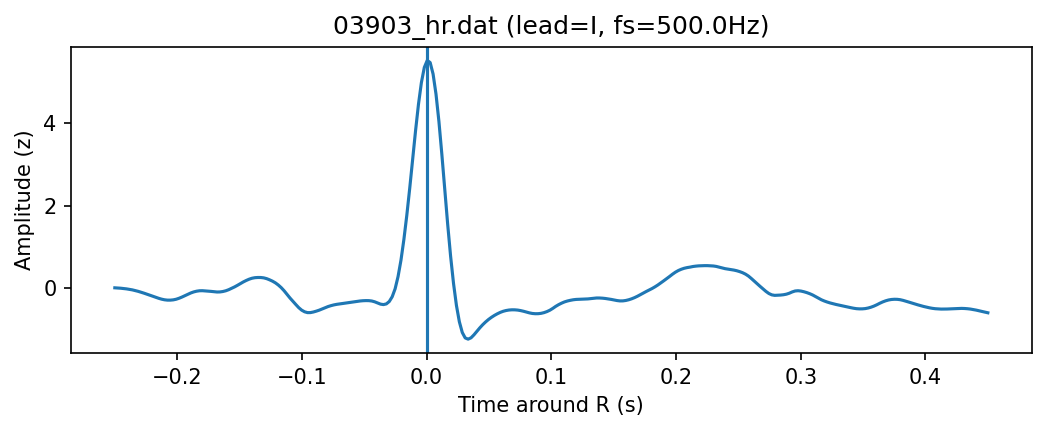 03903_hr.dat (lead=I, fs=500.0Hz)
Amplitude (z)
4
2
0
−0.2 −0.1 0.0 0.1 0.2 0.3 0.4
Time around R (s)